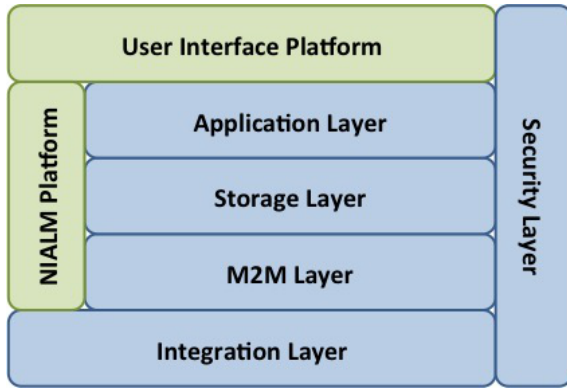 User Interface Platform
NIALM Platform
Application Layer
Storage Layer
M2M Layer
Integration Layer
Security Layer